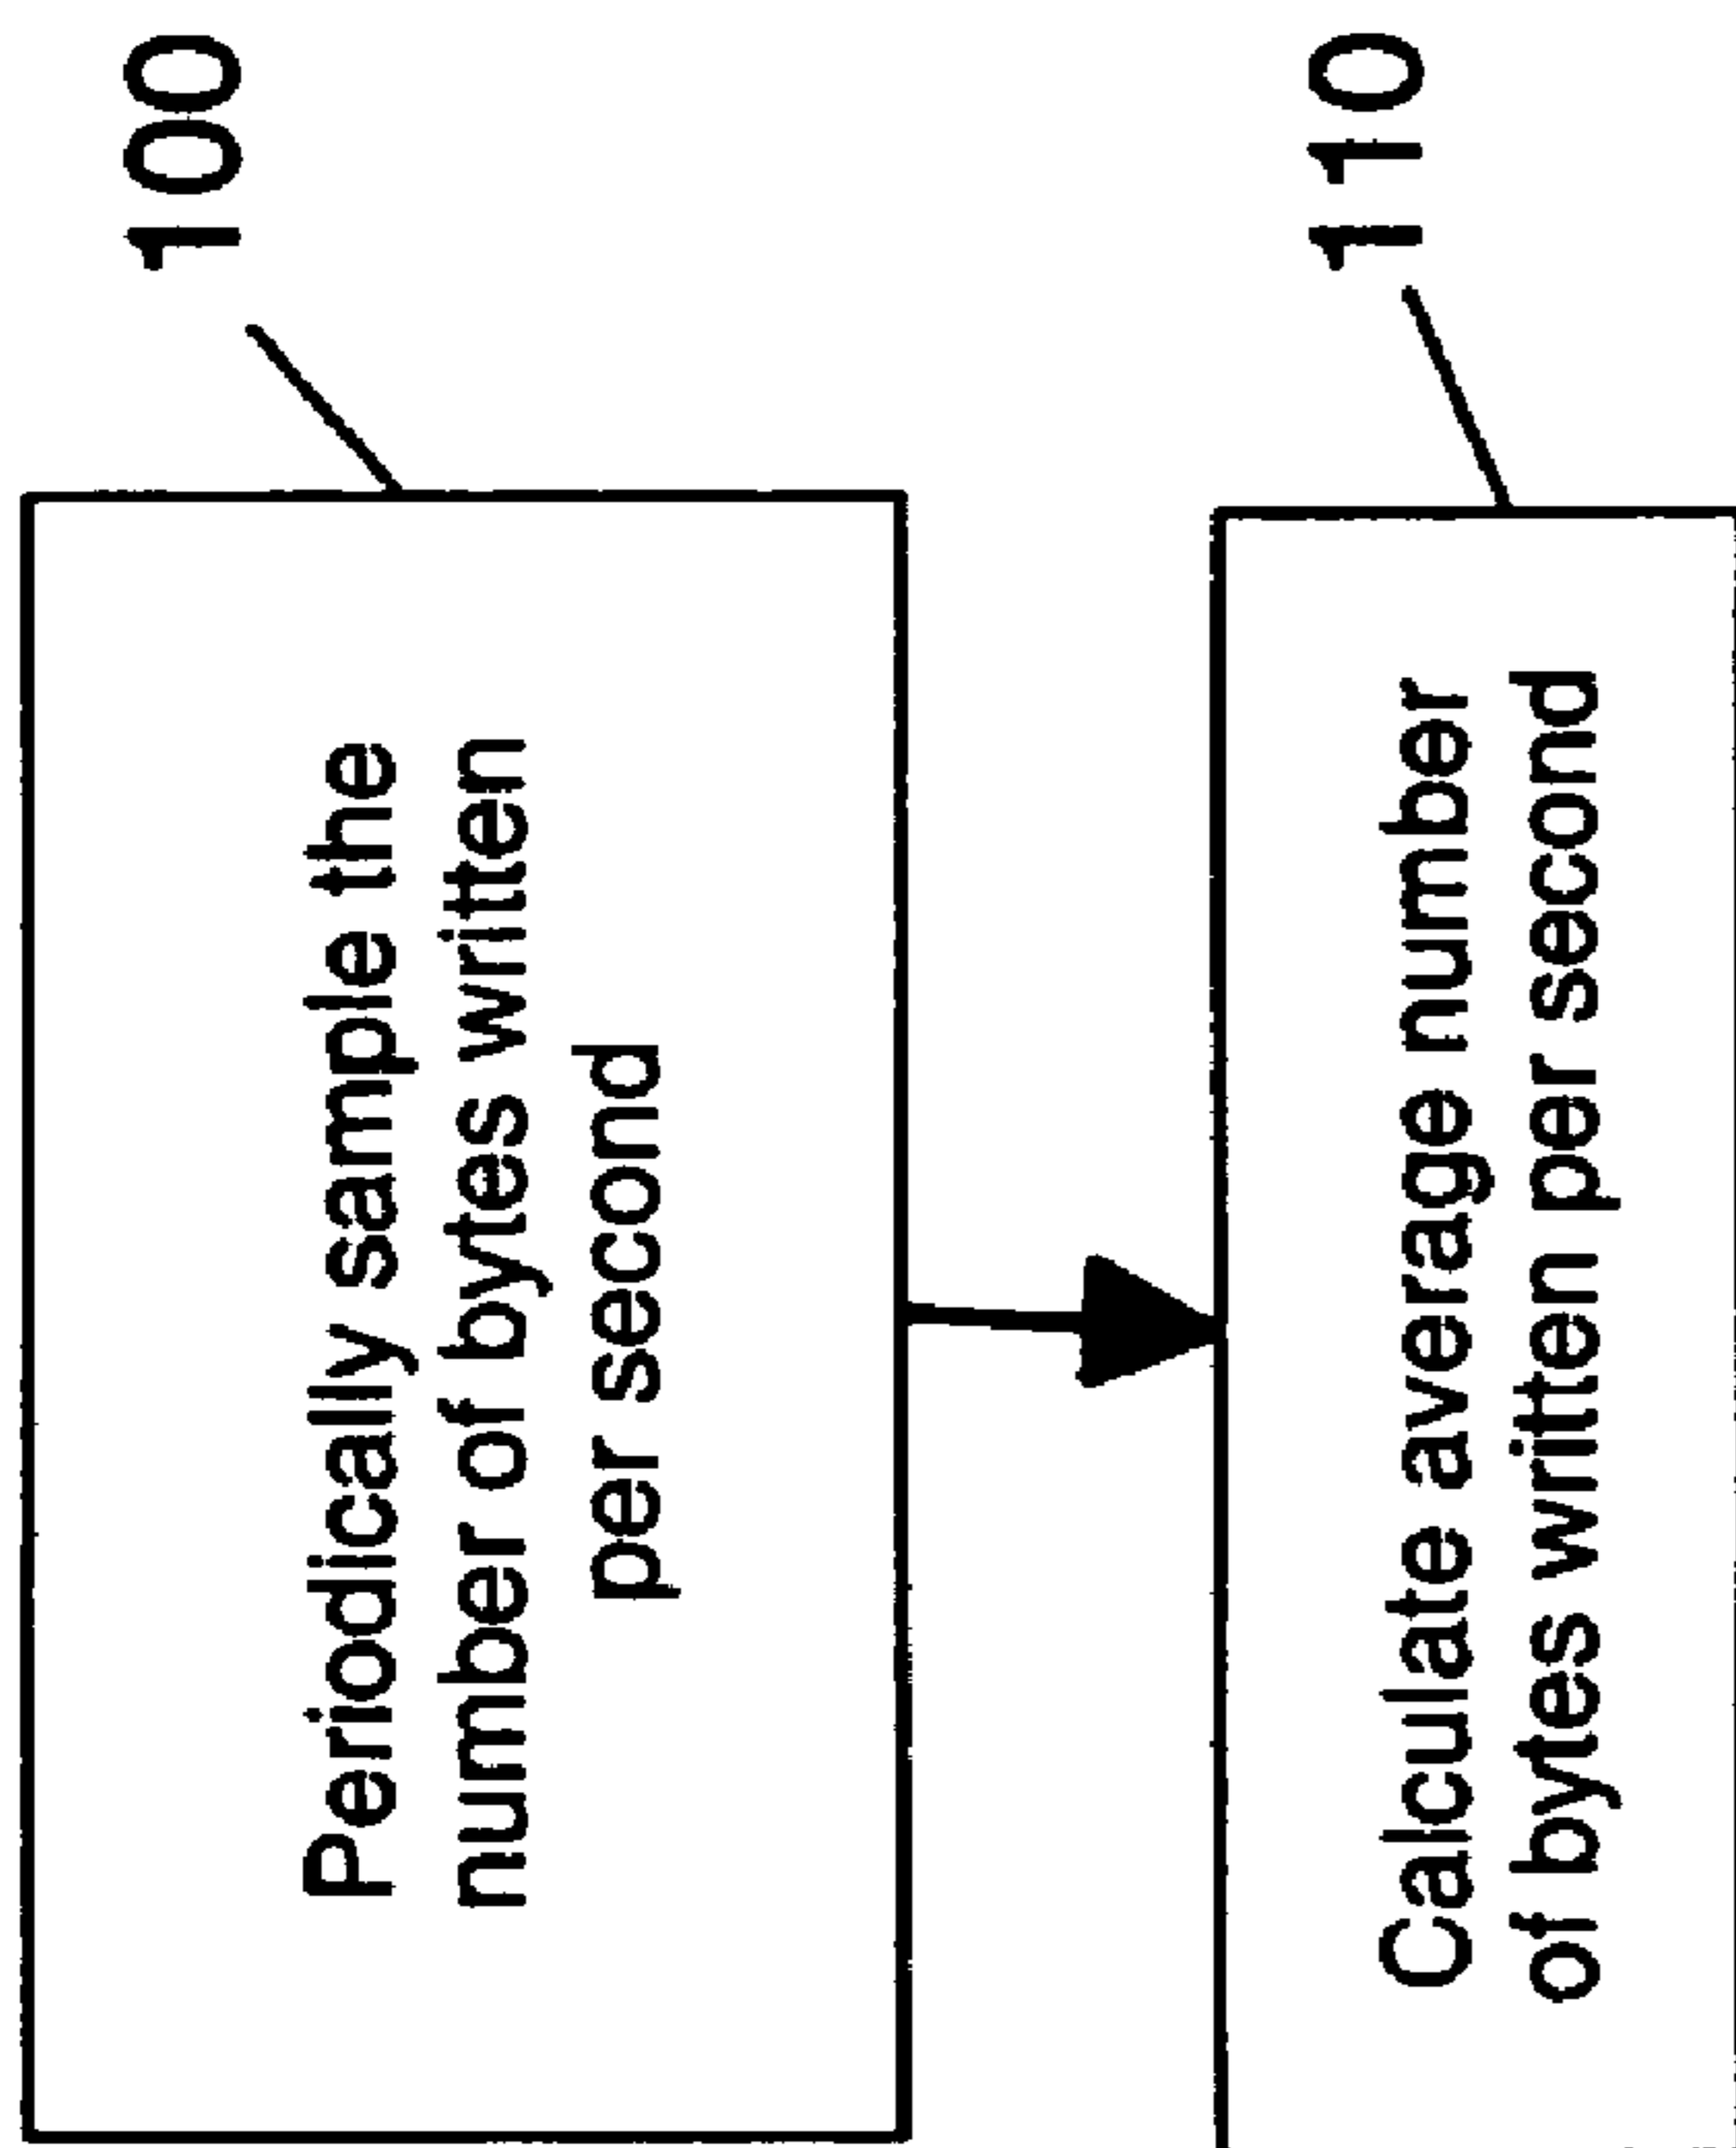 100
Periodically sample the
number of bytes written
per second
110
Calculate average number
of bytes written per second